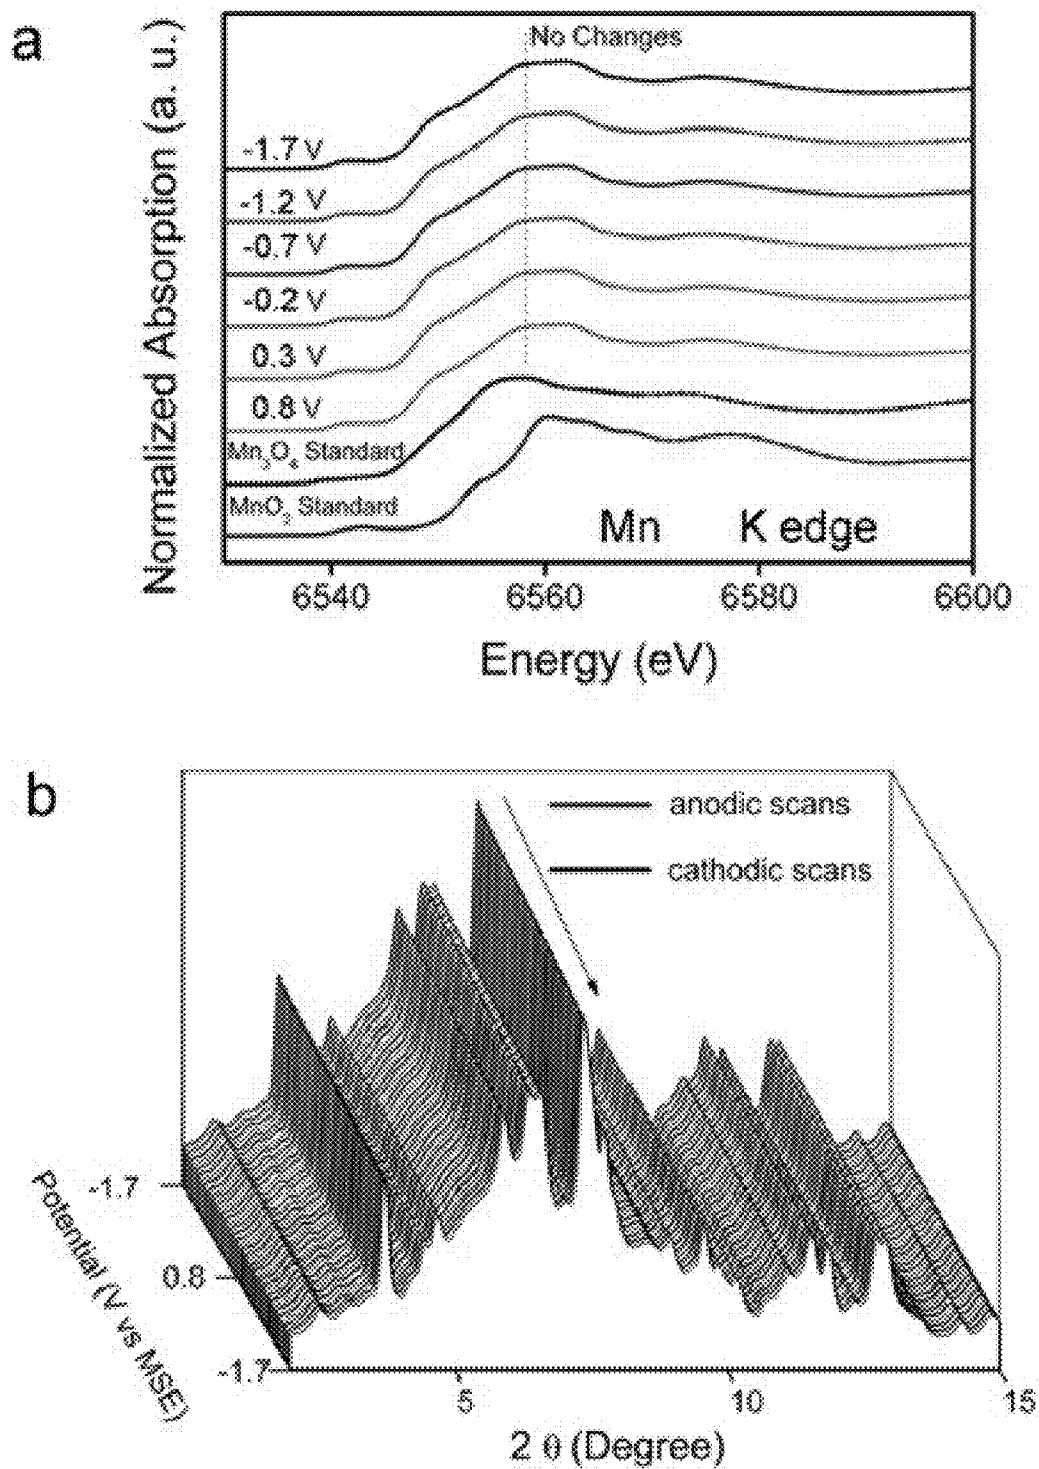 a
Normalized Absorption (a. u.)
No Changes
-1.7 V
-1.2 V
-0.7 V
-0.2 V
0.3 V
0.8 V
Mn₃O₄ Standard
MnO₂ Standard
Mn K edge
6540 6560 6580 6600
Energy (eV)
b
anodic scans
cathodic scans
Potential (V vs MSE)
-1.7
0.8
-1.7
5 10 15
2 θ (Degree)